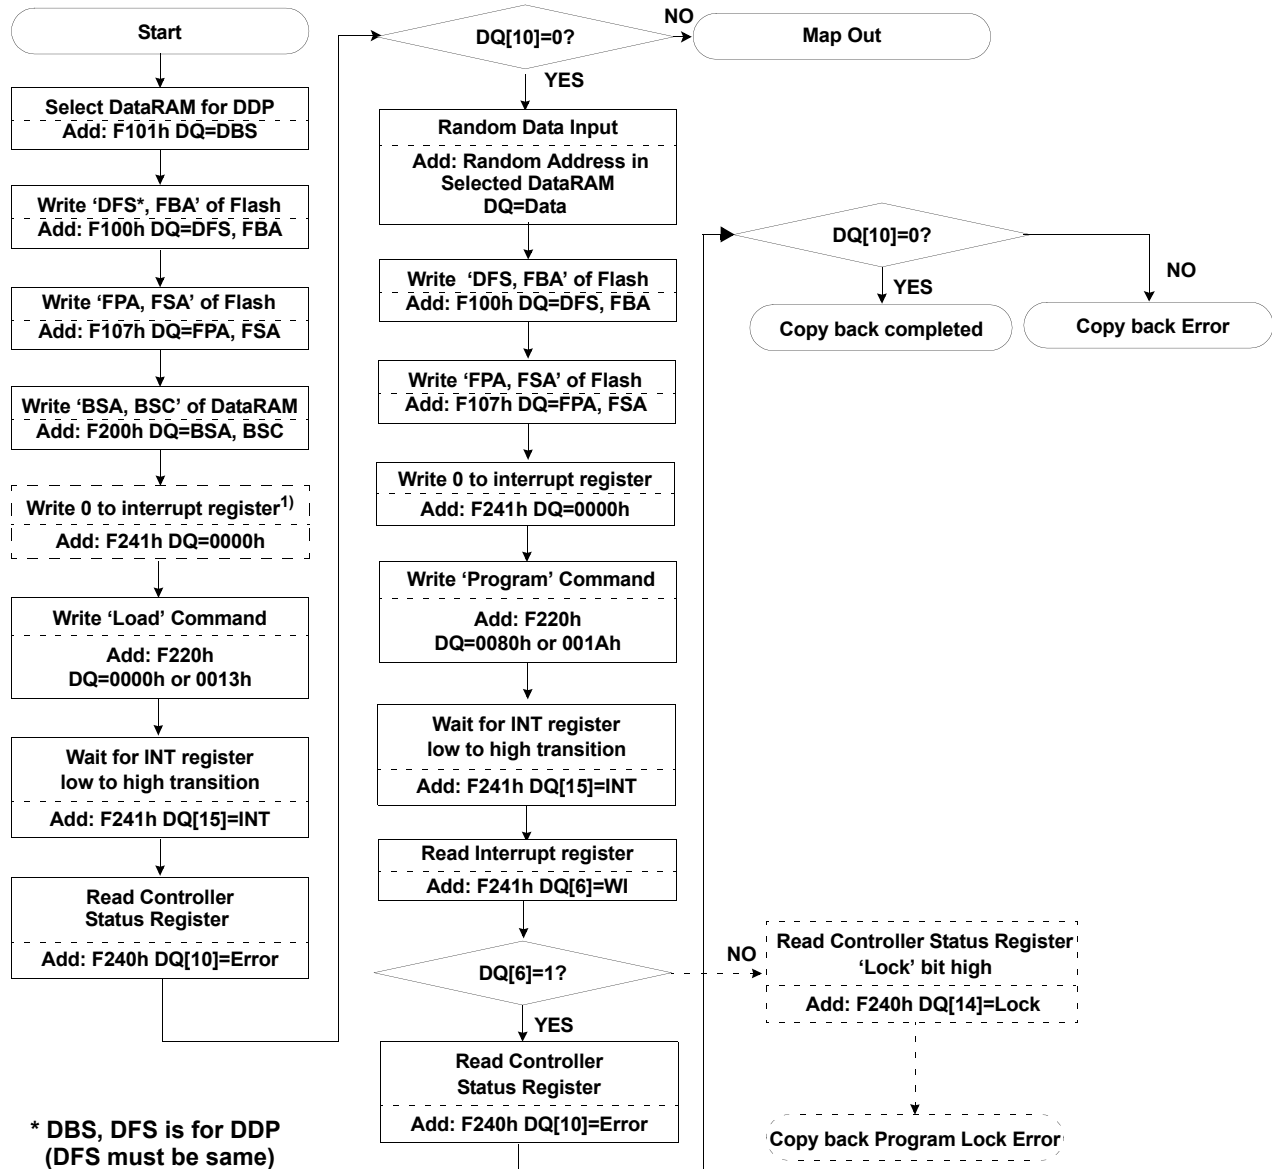 Start
Select DataRAM for DDP
Add: F101h DQ=DBS
Write ‘DFS*, FBA’ of Flash
Add: F100h DQ=DFS, FBA
Write ‘FPA, FSA’ of Flash
Add: F107h DQ=FPA, FSA
Write ‘BSA, BSC’ of DataRAM
Add: F200h DQ=BSA, BSC
Write 0 to interrupt register1)
Add: F241h DQ=0000h
Write ‘Load’ Command
Add: F220h
DQ=0000h or 0013h
Wait for INT register
low to high transition
Add: F241h DQ[15]=INT
Read Controller
Status Register
Add: F240h DQ[10]=Error
* DBS, DFS is for DDP
(DFS must be same)
DQ[10]=0?
NO
Map Out
YES
Random Data Input
Add: Random Address in
Selected DataRAM
DQ=Data
Write ‘DFS, FBA’ of Flash
Add: F100h DQ=DFS, FBA
Write ‘FPA, FSA’ of Flash
Add: F107h DQ=FPA, FSA
Write 0 to interrupt register
Add: F241h DQ=0000h
Write ‘Program’ Command
Add: F220h
DQ=0080h or 001Ah
Wait for INT register
low to high transition
Add: F241h DQ[15]=INT
Read Interrupt register
Add: F241h DQ[6]=WI
DQ[6]=1?
NO
YES
Read Controller
Status Register
Add: F240h DQ[10]=Error
DQ[10]=0?
NO
YES
Copy back completed
Copy back Error
Read Controller Status Register
‘Lock’ bit high
Add: F240h DQ[14]=Lock
Copy back Program Lock Error